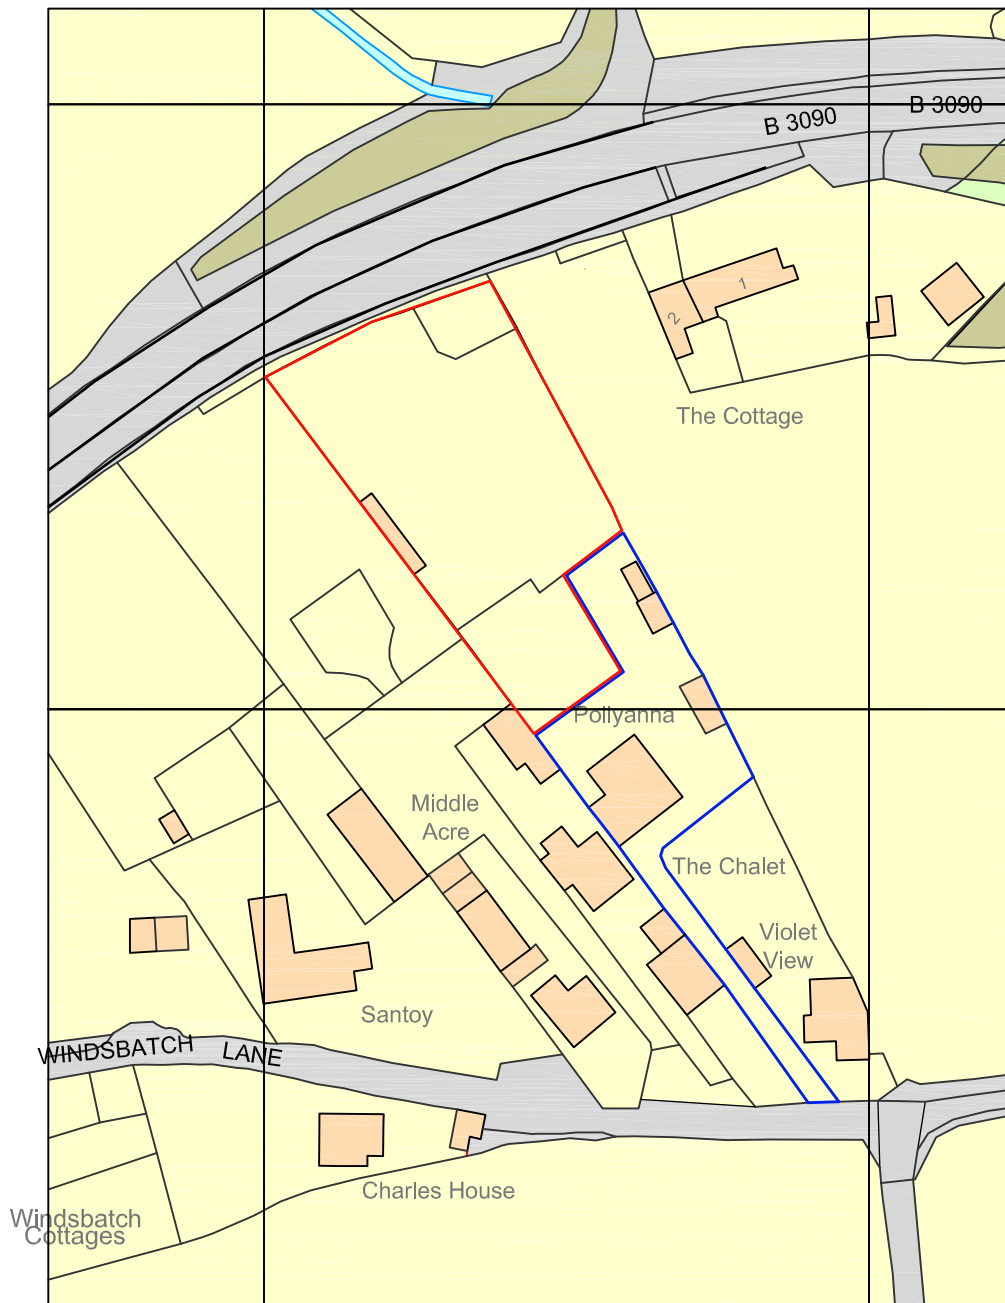 B 3090
B 3090
1
2
The Cottage
Pollyanna
Middle
Acre
The Chalet
Violet
View
Santoy
WINDSBATCH LANE
Charles House
Windsbatch
Cottages